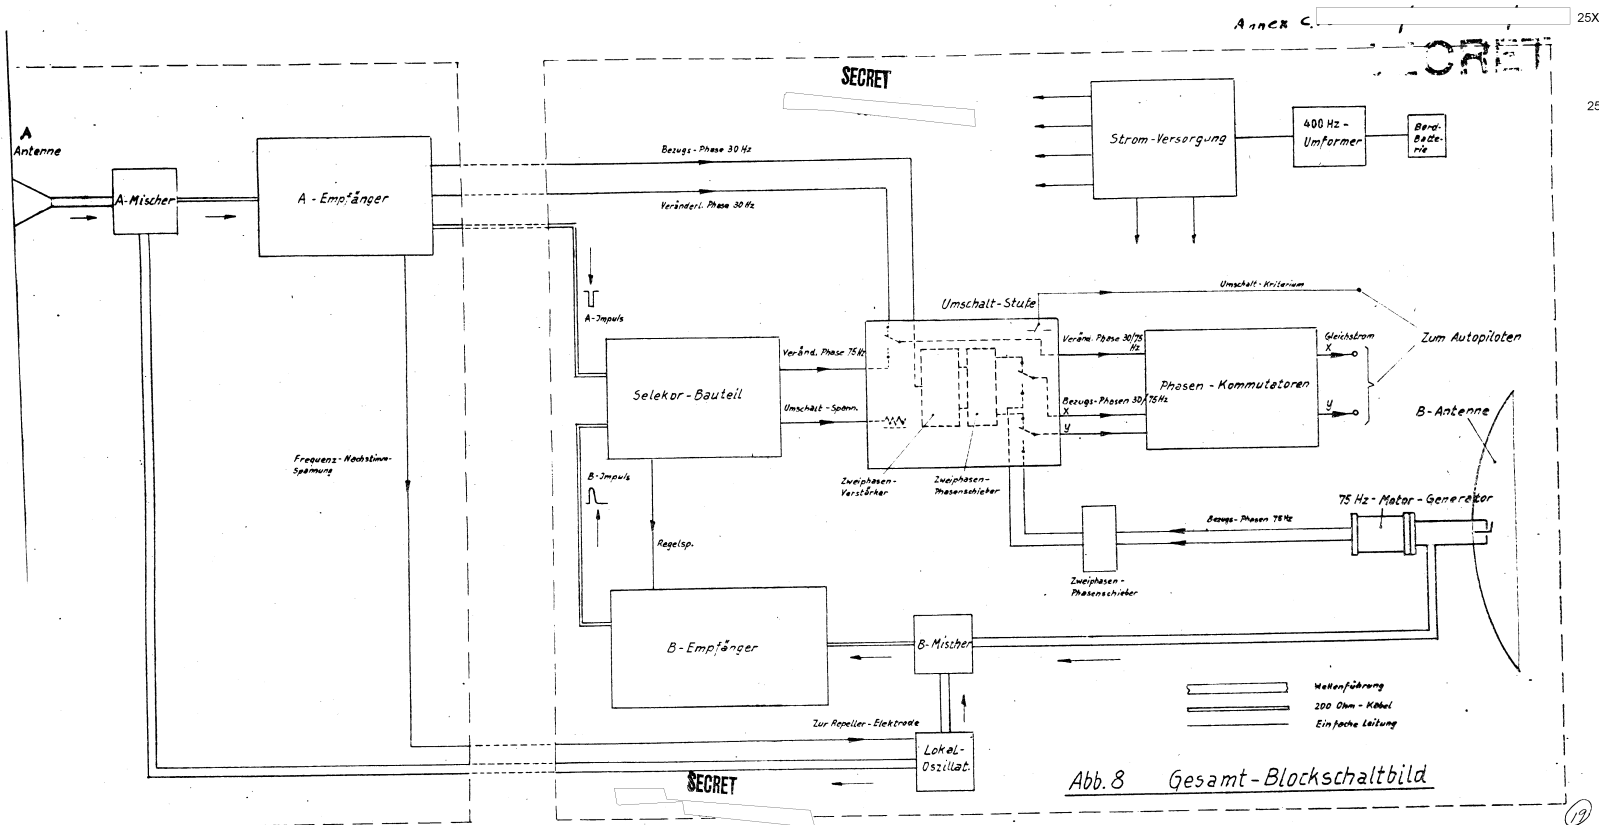 Annex C.
25X
SECRET
25
SECRET
A
Antenne
A-Mischer
A-Empfänger
Bezugs-Phase 30 Hz
Veränderl. Phase 30 Hz
Strom-Versorgung
400 Hz-
Umformer
Bord-
Batte-
rie
A-Impuls
Umschalt-Stufe
Umschalt-Kriterium
Zum Autopiloten
Selekor-Bauteil
Veränd. Phase 75 Hz
Umschalt-Spann.
Veränd. Phase 30/75
Hz
Bezugs-Phasen 30/75 Hz
x
y
Phasen-Kommutatoren
Gleichstrom
x
y
B-Antenne
Frequenz-Nachstimm-
Spannung
B-Impuls
Zweiphasen-
Verstärker
Zweiphasen-
Phasenschieber
75 Hz-Motor-Generator
Bezugs-Phasen 75 Hz
Regelsp.
Zweiphasen-
Phasenschieber
B-Empfänger
B-Mischer
Wellenführung
200 Ohm-Kabel
Einfache Leitung
Zur Repeller-Elektrode
Lokal-
Oszillat.
SECRET
Abb. 8 Gesamt-Blockschaltbild
19